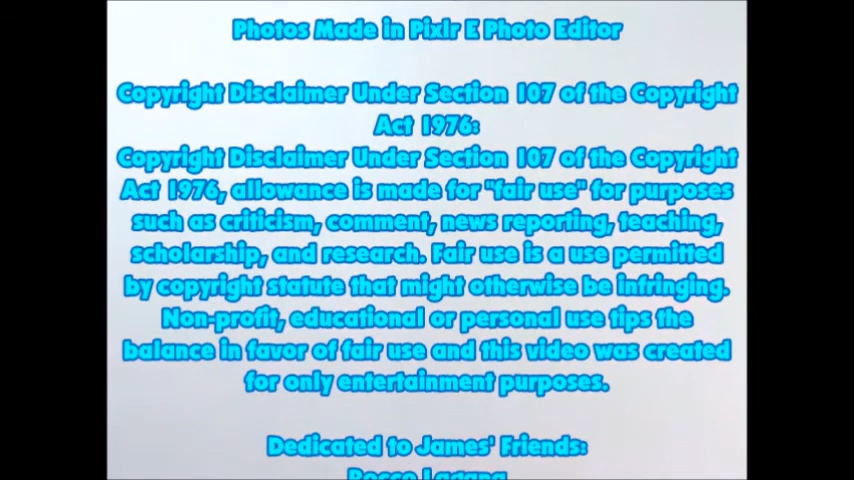 Photos Made in Pixlr E Photo Editor
Copyright Disclaimer Under Section 107 of the Copyright
Act 1976:
Copyright Disclaimer Under Section 107 of the Copyright
Act 1976, allowance is made for "fair use" for purposes
such as criticism, comment, news reporting, teaching,
scholarship, and research. Fair use is a use permitted
by copyright statute that might otherwise be infringing.
Non-profit, educational or personal use tips the
balance in favor of fair use and this video was created
for only entertainment purposes.
Dedicated to James' Friends:
Rocco Lagana